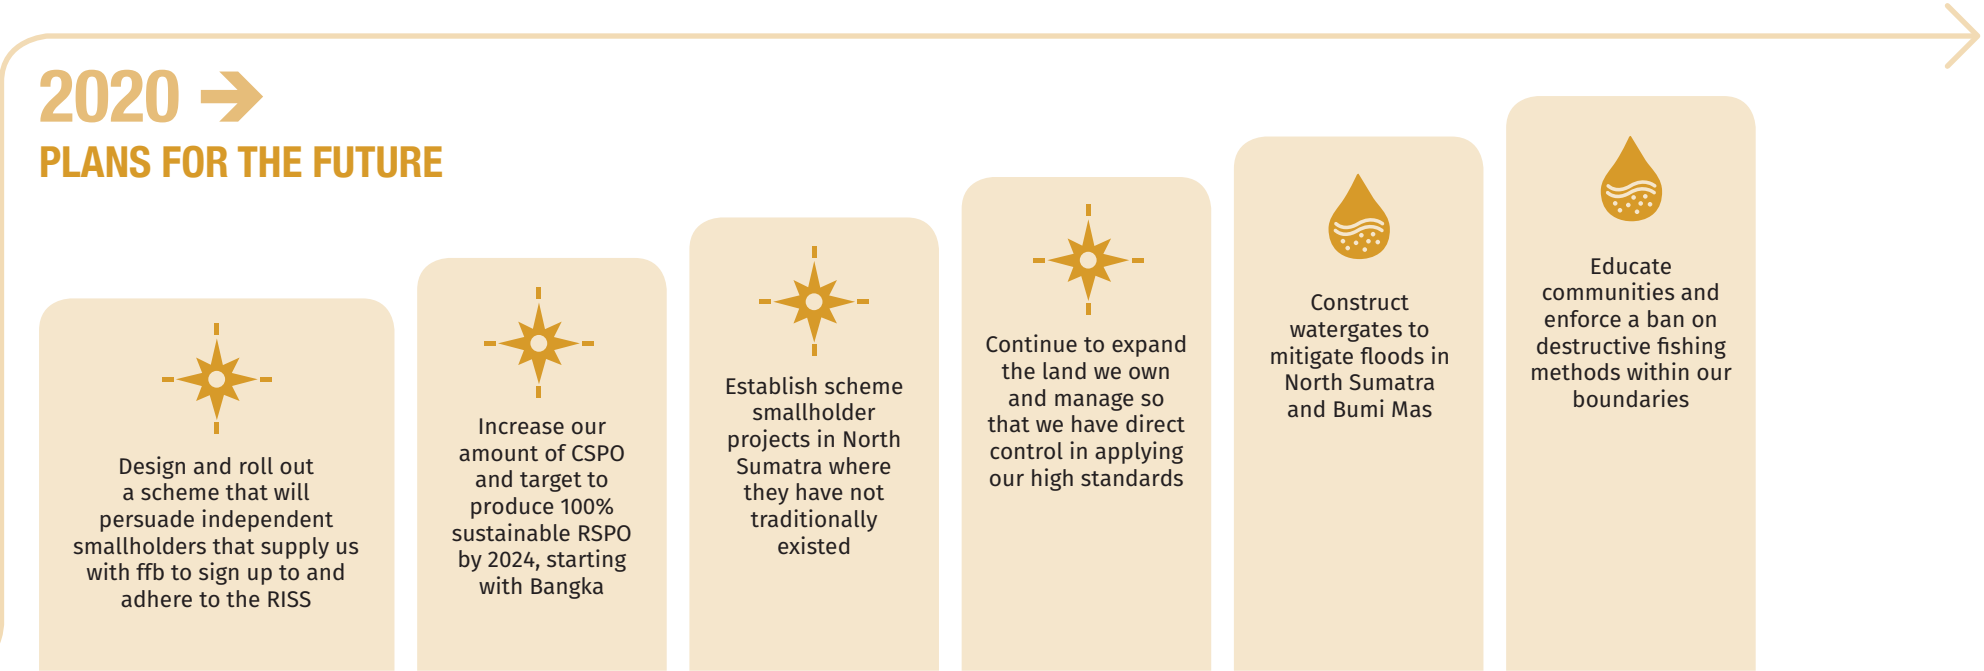 2020
PLANS FOR THE FUTURE
Design and roll out
a scheme that will
persuade independent
smallholders that supply us
with ffb to sign up to and
adhere to the RISS
Increase our
amount of CSPO
and target to
produce 100%
sustainable RSPO
by 2024, starting
with Bangka
Establish scheme
smallholder
projects in North
Sumatra where
they have not
traditionally
existed
Continue to expand
the land we own
and manage so
that we have direct
control in applying
our high standards
Construct
watergates to
mitigate floods in
North Sumatra
and Bumi Mas
Educate
communities and
enforce a ban on
destructive fishing
methods within our
boundaries